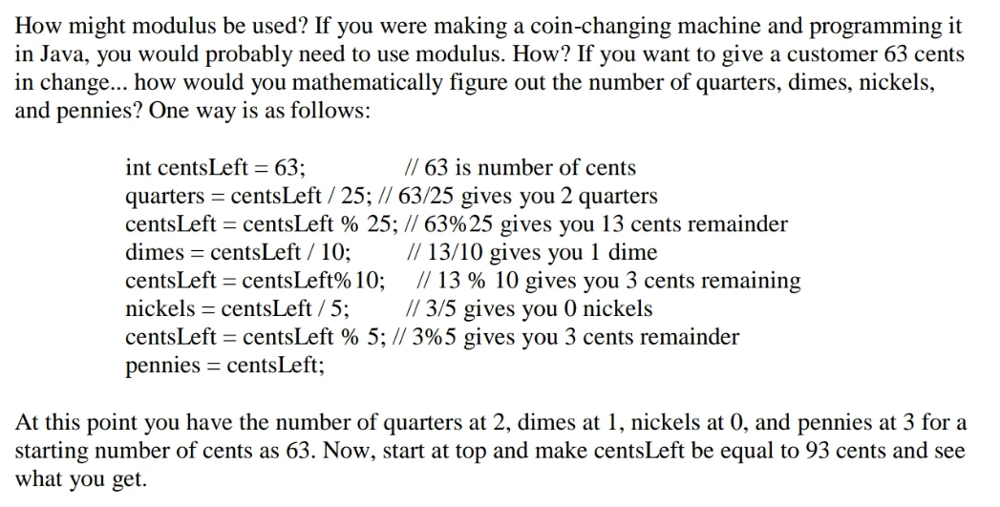 How might modulus be used? If you were making a coin-changing machine and programming it
in Java, you would probably need to use modulus. How? If you want to give a customer 63 cents
in change... how would you mathematically figure out the number of quarters, dimes, nickels,
and pennies? One way is as follows:
int centsLeft = 63; // 63 is number of cents
quarters = centsLeft / 25; // 63/25 gives you 2 quarters
centsLeft = centsLeft % 25; // 63%25 gives you 13 cents remainder
dimes = centsLeft / 10; // 13/10 gives you 1 dime
centsLeft = centsLeft% 10; // 13 % 10 gives you 3 cents remaining
nickels = centsLeft / 5; // 3/5 gives you 0 nickels
centsLeft = centsLeft % 5; // 3%5 gives you 3 cents remainder
pennies = centsLeft;
At this point you have the number of quarters at 2, dimes at 1, nickels at 0, and pennies at 3 for a
starting number of cents as 63. Now, start at top and make centsLeft be equal to 93 cents and see
what you get.